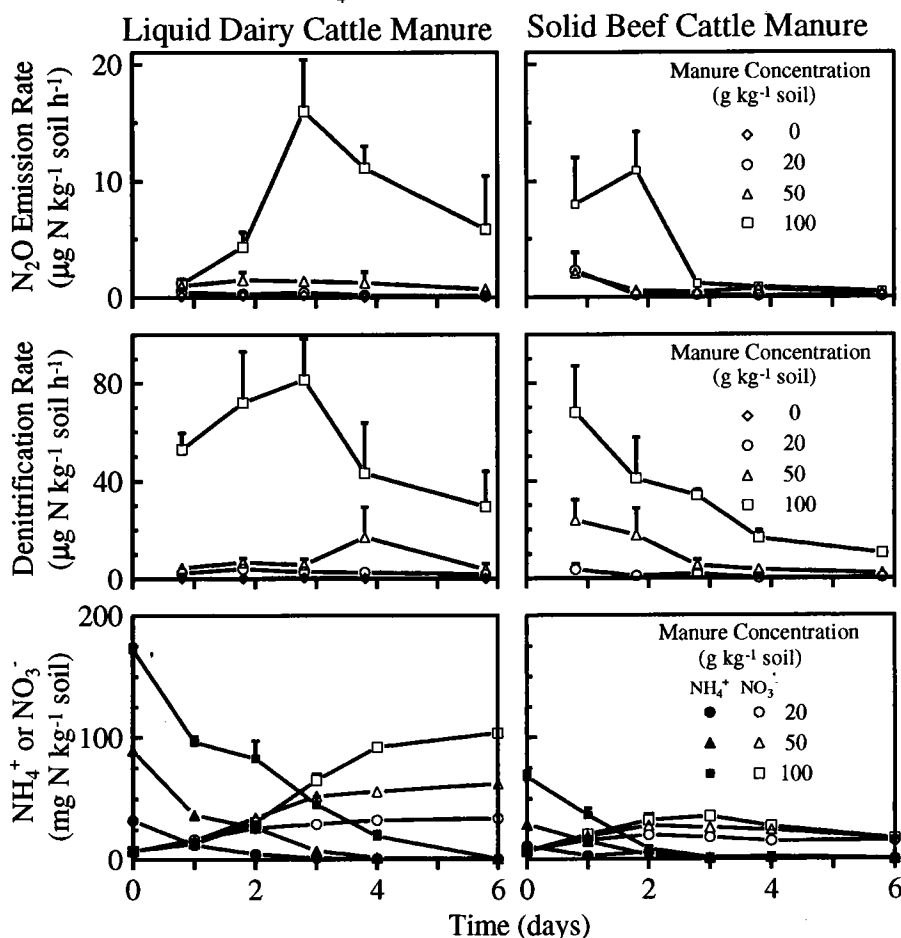 4
Liquid Dairy Cattle Manure
Solid Beef Cattle Manure
N₂O Emission Rate
(μg N kg⁻¹ soil h⁻¹)
20
10
0
Manure Concentration
(g kg⁻¹ soil)
0
20
50
100
Denitrification Rate
(μg N kg⁻¹ soil h⁻¹)
80
40
0
Manure Concentration
(g kg⁻¹ soil)
0
20
50
100
NH₄⁺ or NO₃⁻
(mg N kg⁻¹ soil)
200
100
0
Manure Concentration
(g kg⁻¹ soil)
NH₄⁺ NO₃⁻
20
50
100
0 2 4 6
0 2 4 6
Time (days)